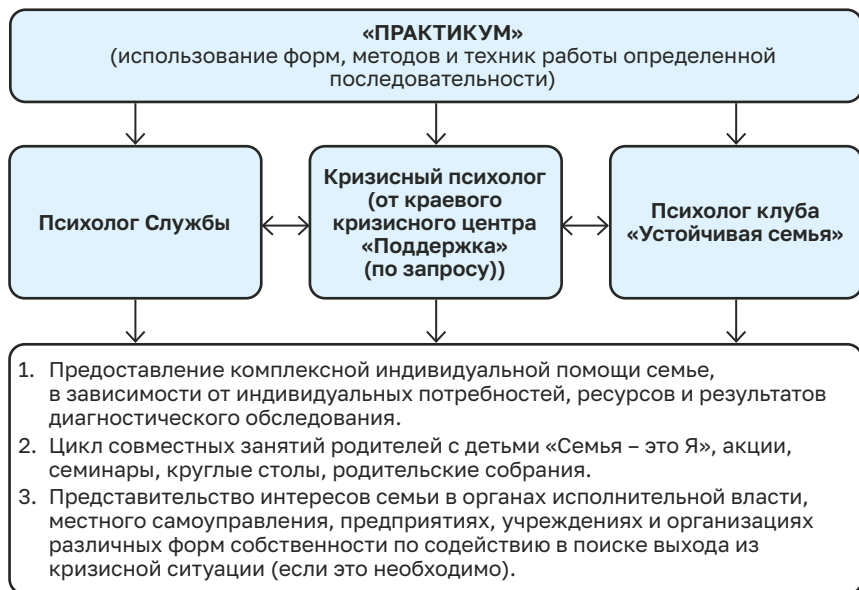 «ПРАКТИКУМ»
(использование форм, методов и техник работы определенной
последовательности)
Психолог Службы
Кризисный психолог
(от краевого
кризисного центра
«Поддержка»
(по запросу))
Психолог клуба
«Устойчивая семья»
1. Предоставление комплексной индивидуальной помощи семье,
в зависимости от индивидуальных потребностей, ресурсов и результатов
диагностического обследования.
2. Цикл совместных занятий родителей с детьми «Семья – это Я», акции,
семинары, круглые столы, родительские собрания.
3. Представительство интересов семьи в органах исполнительной власти,
местного самоуправления, предприятиях, учреждениях и организациях
различных форм собственности по содействию в поиске выхода из
кризисной ситуации (если это необходимо).